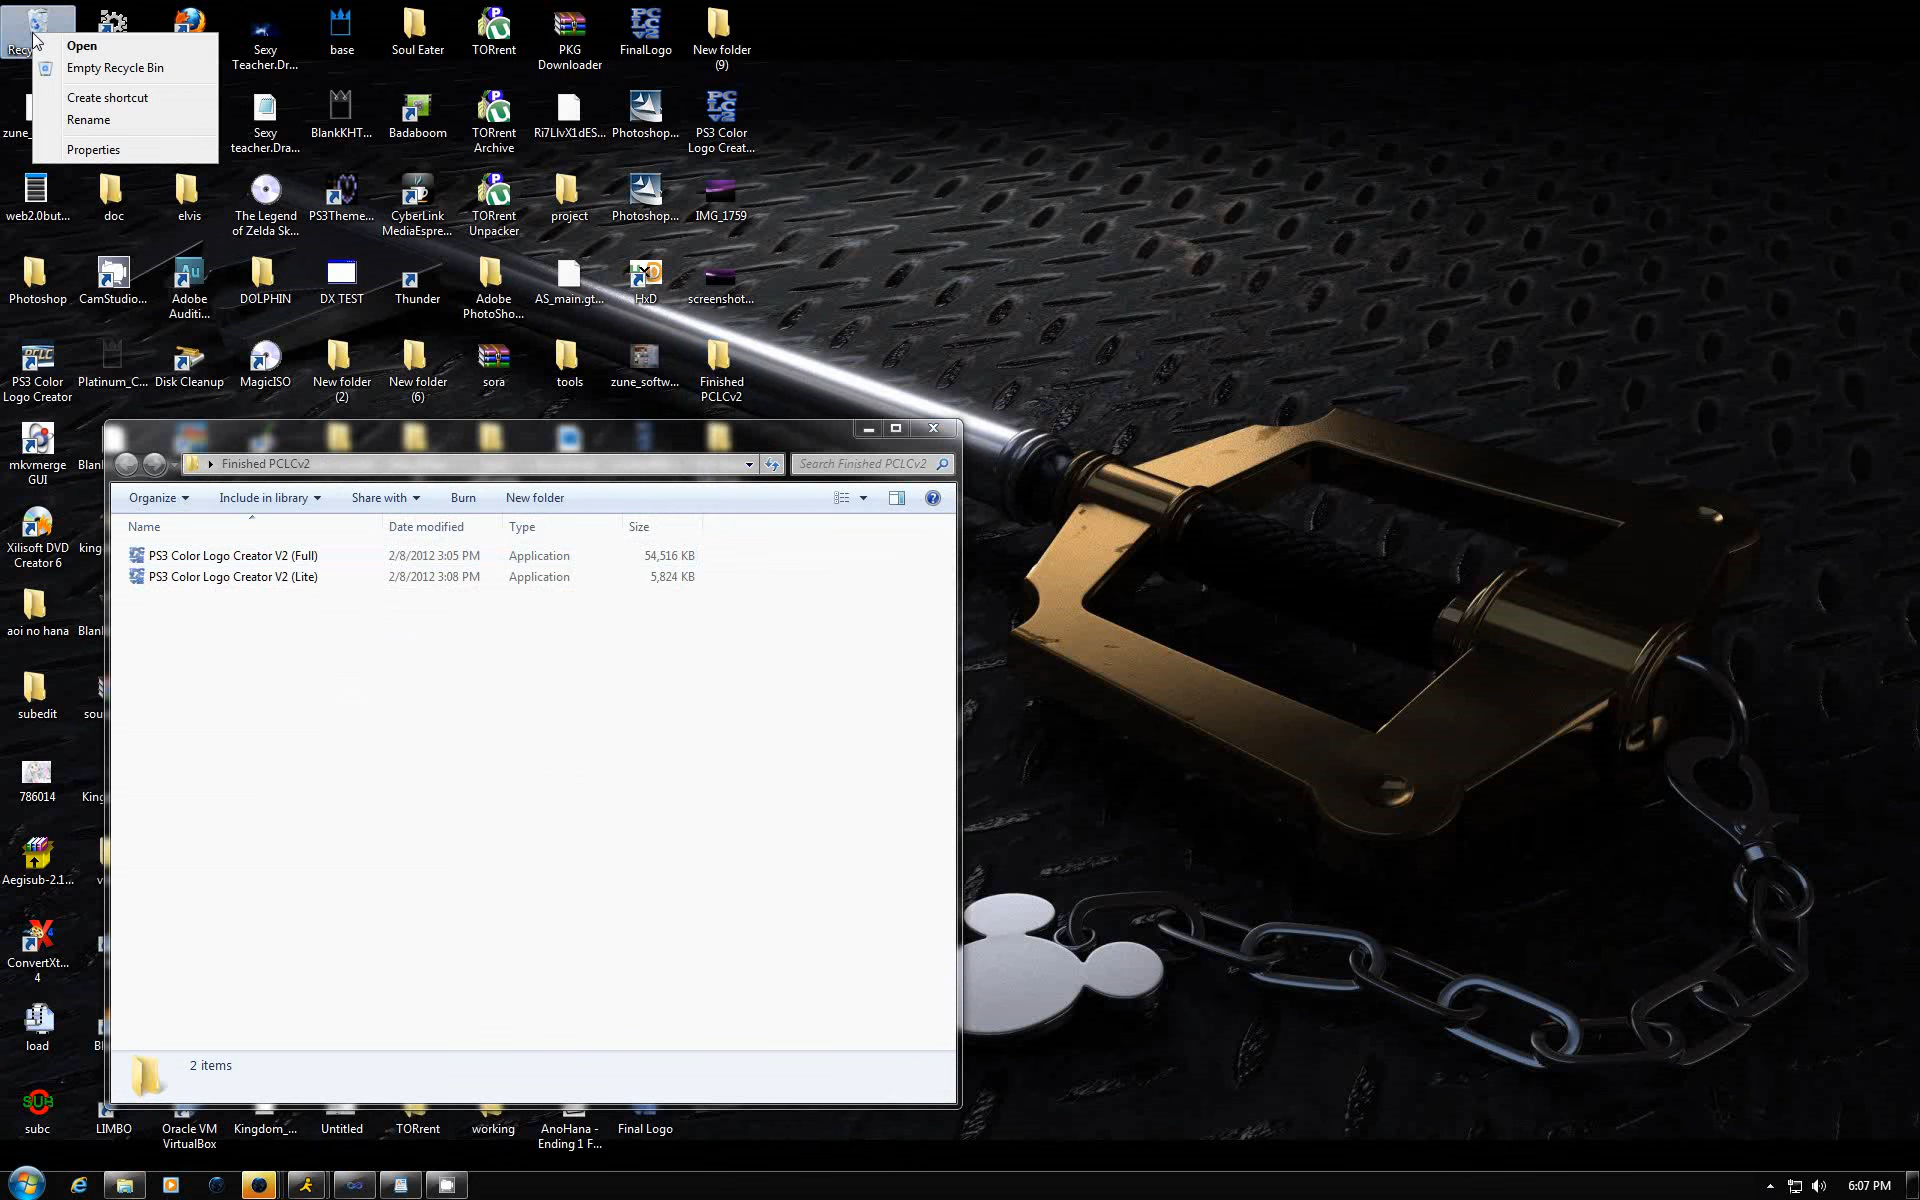 Open
Empty Recycle Bin
Create shortcut
Rename
Properties
Sexy
Teacher.Dr...
base
Soul Eater
TORrent
PKG
Downloader
FinalLogo
New folder
(9)
Sexy
teacher.Dra...
BlankKHT...
Badaboom
TORrent
Archive
Ri7LIvX1dES...
Photoshop...
PS3 Color
Logo Creat...
web2.0but...
doc
elvis
The Legend
of Zelda Sk...
PS3Theme...
CyberLink
MediaEspre...
TORrent
Unpacker
project
Photoshop...
IMG_1759
Photoshop
CamStudio...
Adobe
Auditi...
DOLPHIN
DX TEST
Thunder
Adobe
PhotoSho...
AS_main.gt...
HxD
screenshot...
PS3 Color
Logo Creator
Platinum_C...
Disk Cleanup
MagicISO
New folder
(2)
New folder
(6)
sora
tools
zune_softw...
Finished
PCLCv2
mkvmerge
GUI
Blanl
Xilisoft DVD
Creator 6
king
aoi no hana
Blanl
subedit
sou
786014
King
Aegisub-2.1...
v
ConvertXt...
4
load
Bl
subc
LIMBO
Oracle VM
VirtualBox
Kingdom_...
Untitled
TORrent
working
AnoHana -
Ending 1 F...
Final Logo
Finished PCLCv2
Search Finished PCLCv2
Organize
Include in library
Share with
Burn
New folder
Name
Date modified
Type
Size
PS3 Color Logo Creator V2 (Full)
2/8/2012 3:05 PM
Application
54,516 KB
PS3 Color Logo Creator V2 (Lite)
2/8/2012 3:08 PM
Application
5,824 KB
2 items
6:07 PM